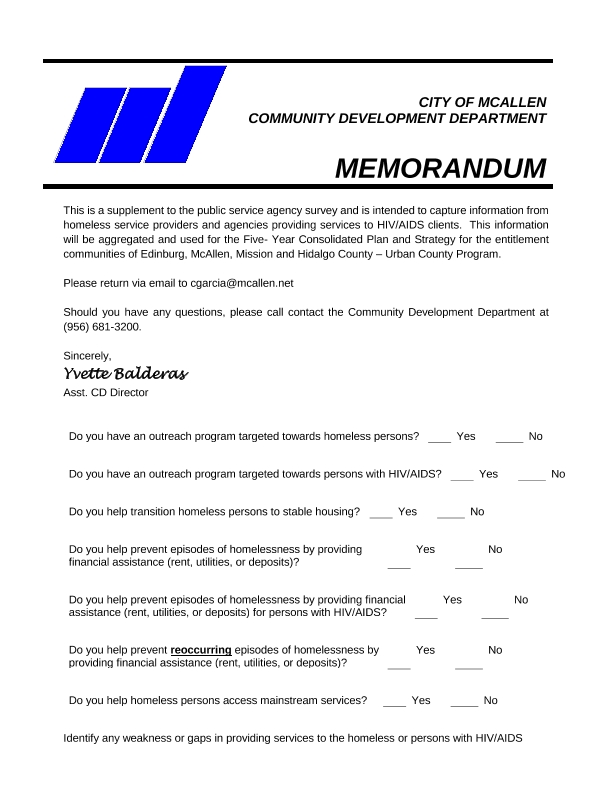 CITY OF MCALLEN
COMMUNITY DEVELOPMENT DEPARTMENT
MEMORANDUM
This is a supplement to the public service agency survey and is intended to capture information from
homeless service providers and agencies providing services to HIV/AIDS clients.  This information
will be aggregated and used for the Five- Year Consolidated Plan and Strategy for the entitlement
communities of Edinburg, McAllen, Mission and Hidalgo County – Urban County Program.
Please return via email to cgarcia@mcallen.net
Should you have any questions, please call contact the Community Development Department at
(956) 681-3200.
Sincerely,
Yvette Balderas
Asst. CD Director
Do you have an outreach program targeted towards homeless persons? ____ Yes ____ No
Do you have an outreach program targeted towards persons with HIV/AIDS? ____ Yes ____ No
Do you help transition homeless persons to stable housing? ____ Yes ____ No
Do you help prevent episodes of homelessness by providing ____ Yes ____ No
financial assistance (rent, utilities, or deposits)?
Do you help prevent episodes of homelessness by providing financial ____ Yes ____ No
assistance (rent, utilities, or deposits) for persons with HIV/AIDS?
Do you help prevent reoccurring episodes of homelessness by ____ Yes ____ No
providing financial assistance (rent, utilities, or deposits)?
Do you help homeless persons access mainstream services? ____ Yes ____ No
Identify any weakness or gaps in providing services to the homeless or persons with HIV/AIDS